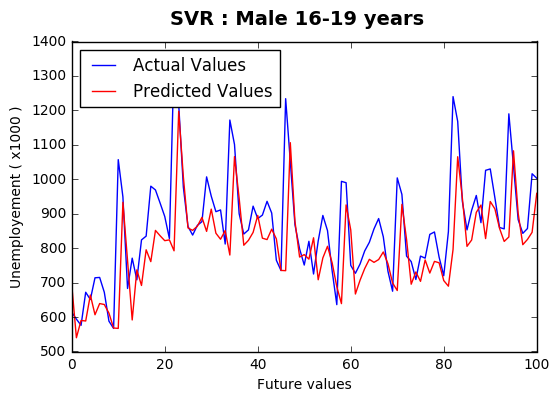 SVR : Male 16-19 years
1400
1300
1200
1100
1000
900
800
700
600
500
Unemployement ( x1000 )
Actual Values
Predicted Values
0 20 40 60 80 100
Future values